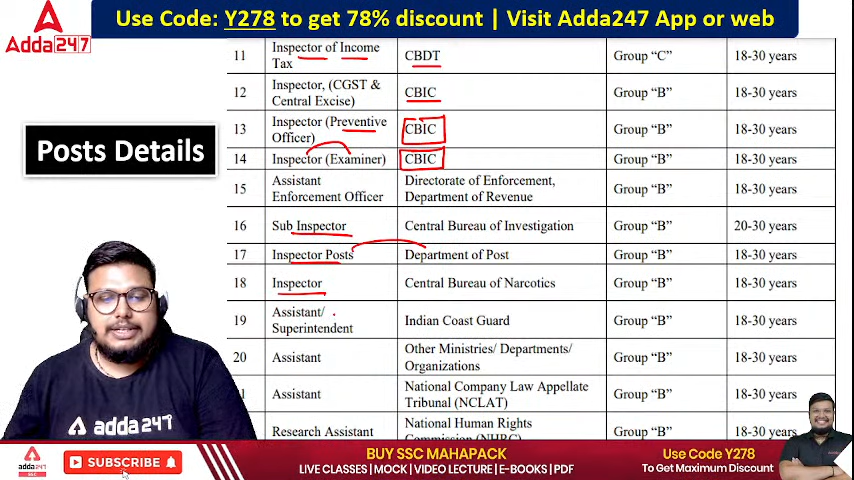 Use Code: Y278 to get 78% discount | Visit Adda247 App or web
Adda247
11 Inspector of Income Tax CBDT Group “C” 18-30 years
12 Inspector, (CGST & Central Excise) CBIC Group “B” 18-30 years
13 Inspector (Preventive Officer) CBIC Group “B” 18-30 years
14 Inspector (Examiner) CBIC Group “B” 18-30 years
15 Assistant Enforcement Officer Directorate of Enforcement, Department of Revenue Group “B” 18-30 years
16 Sub Inspector Central Bureau of Investigation Group “B” 20-30 years
17 Inspector Posts Department of Post Group “B” 18-30 years
18 Inspector Central Bureau of Narcotics Group “B” 18-30 years
19 Assistant/ Superintendent Indian Coast Guard Group “B” 18-30 years
20 Assistant Other Ministries/ Departments/ Organizations Group “B” 18-30 years
Assistant National Company Law Appellate Tribunal (NCLAT) Group “B” 18-30 years
Research Assistant National Human Rights Commission (NHRC) Group “B” 18-30 years
Posts Details
adda247
adda247
SUBSCRIBE
BUY SSC MAHAPACK
LIVE CLASSES | MOCK | VIDEO LECTURE | E-BOOKS | PDF
Use Code Y278
To Get Maximum Discount